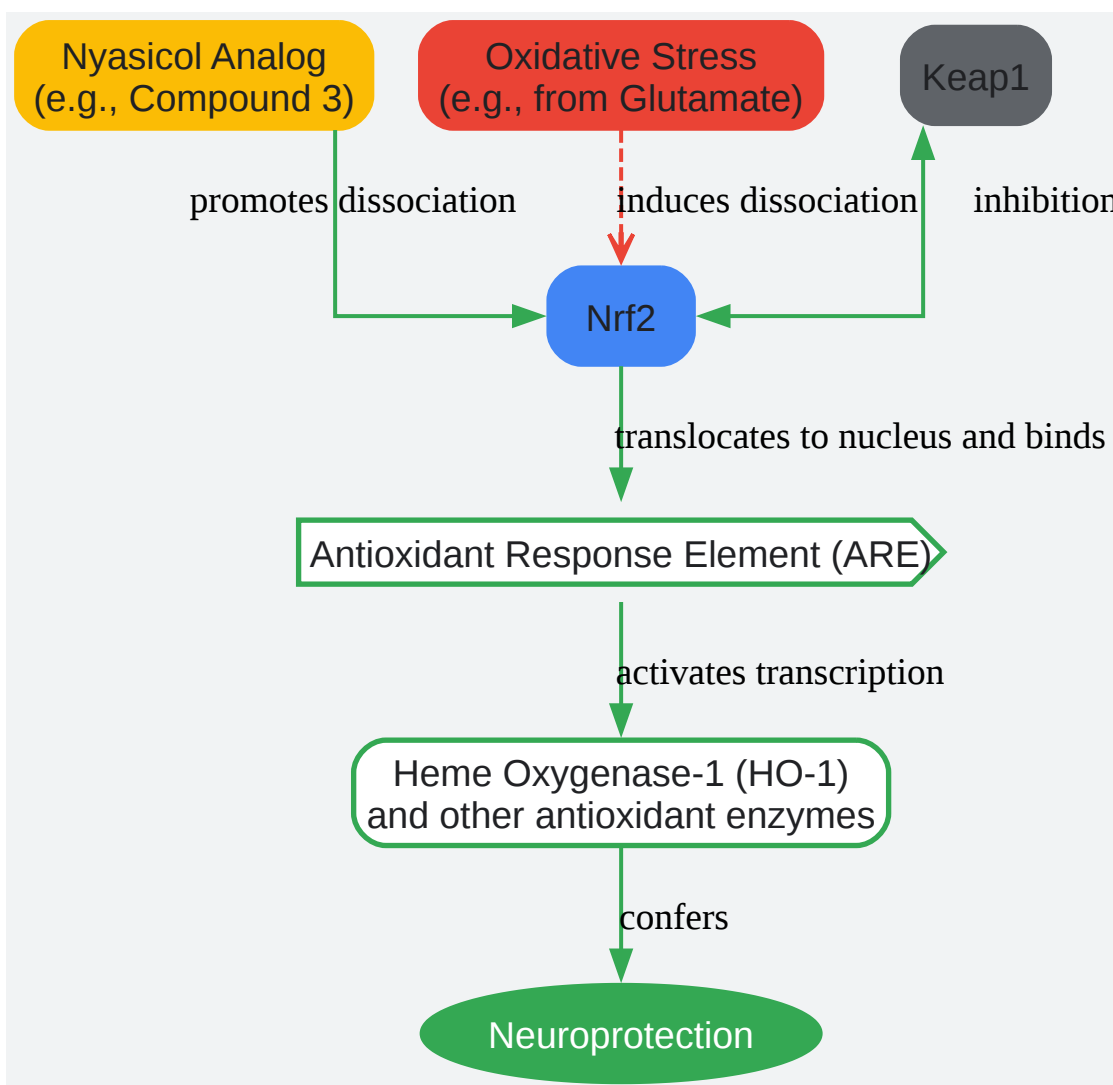 Nyasicol Analog
(e.g., Compound 3)
Oxidative Stress
(e.g., from Glutamate)
Keap1
promotes dissociation
induces dissociation
inhibition
Nrf2
translocates to nucleus and binds
Antioxidant Response Element (ARE)
activates transcription
Heme Oxygenase-1 (HO-1)
and other antioxidant enzymes
confers
Neuroprotection